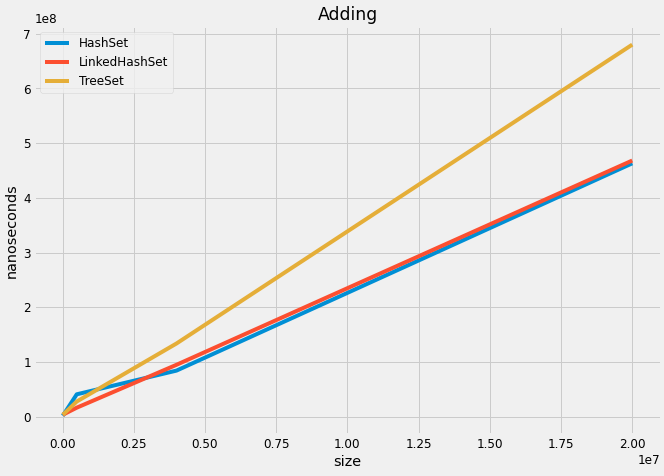 Adding
1e8
HashSet
LinkedHashSet
TreeSet
7
6
5
4
3
2
1
0
nanoseconds
0.00 0.25 0.50 0.75 1.00 1.25 1.50 1.75 2.00
1e7
size